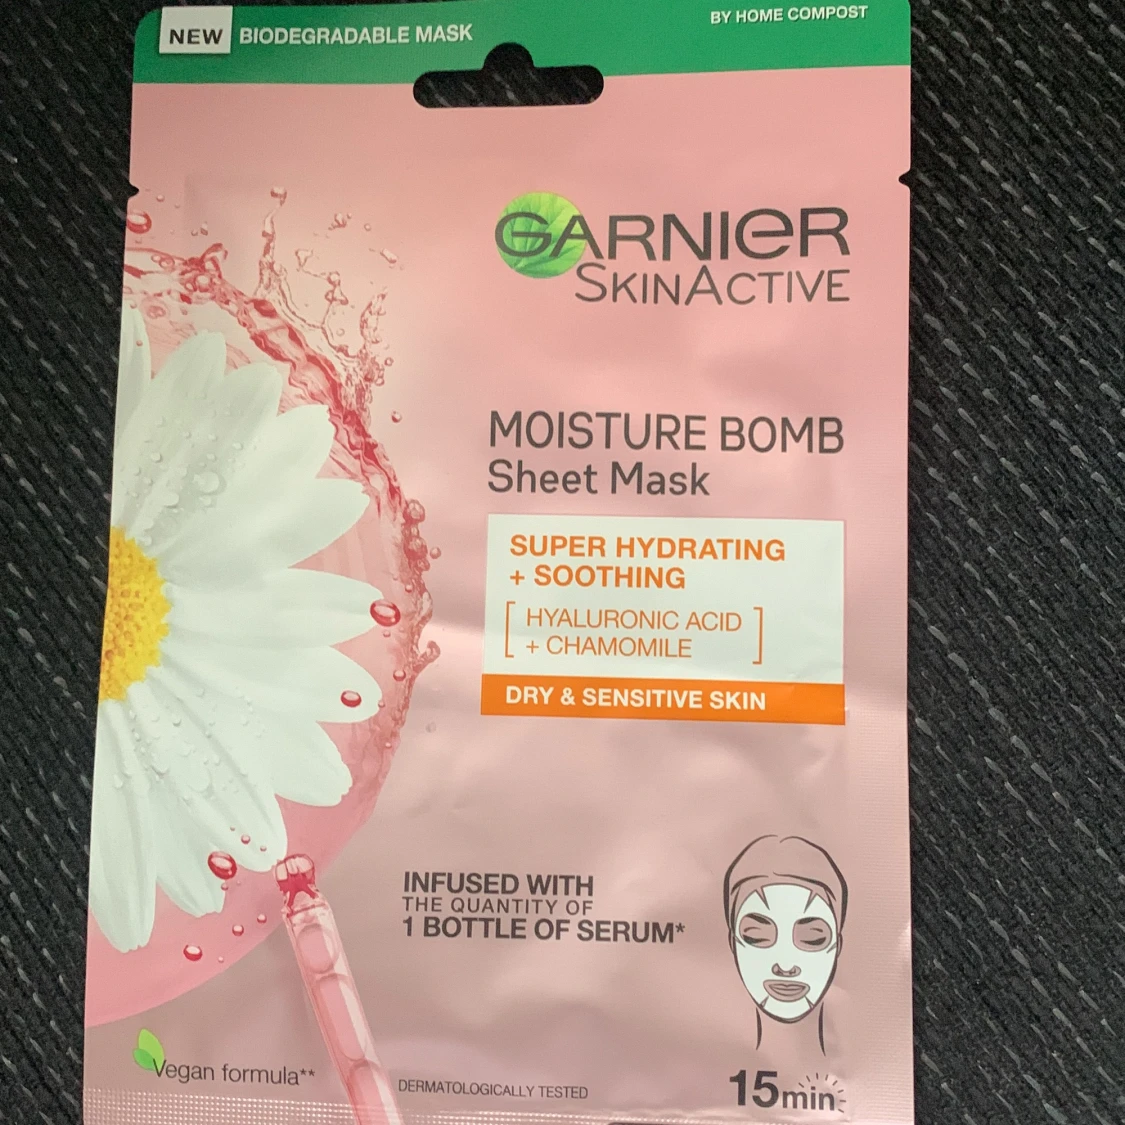 NEW BIODEGRADABLE MASK
BY HOME COMPOST
GARNIER
SKINACTIVE
MOISTURE BOMB
Sheet Mask
SUPER HYDRATING
+ SOOTHING
[ HYALURONIC ACID ]
+ CHAMOMILE
DRY & SENSITIVE SKIN
INFUSED WITH
THE QUANTITY OF
1 BOTTLE OF SERUM*
Vegan formula**
DERMATOLOGICALLY TESTED
15min